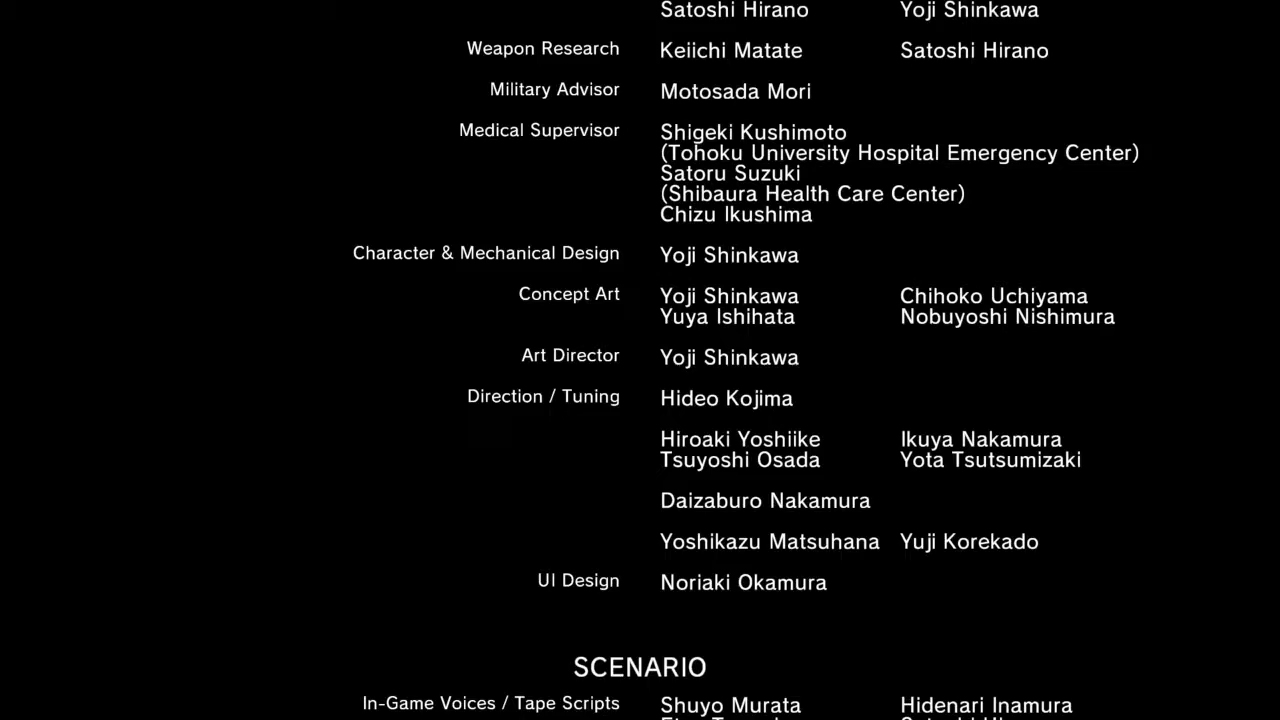 Satoshi Hirano Yoji Shinkawa
Weapon Research Keiichi Matate Satoshi Hirano
Military Advisor Motosada Mori
Medical Supervisor Shigeki Kushimoto
(Tohoku University Hospital Emergency Center)
Satoru Suzuki
(Shibaura Health Care Center)
Chizu Ikushima
Character & Mechanical Design Yoji Shinkawa
Concept Art Yoji Shinkawa Chihoko Uchiyama
Yuya Ishihata Nobuyoshi Nishimura
Art Director Yoji Shinkawa
Direction / Tuning Hideo Kojima
Hiroaki Yoshiike Ikuya Nakamura
Tsuyoshi Osada Yota Tsutsumizaki
Daizaburo Nakamura
Yoshikazu Matsuhana Yuji Korekado
UI Design Noriaki Okamura
SCENARIO
In-Game Voices / Tape Scripts Shuyo Murata Hidenari Inamura